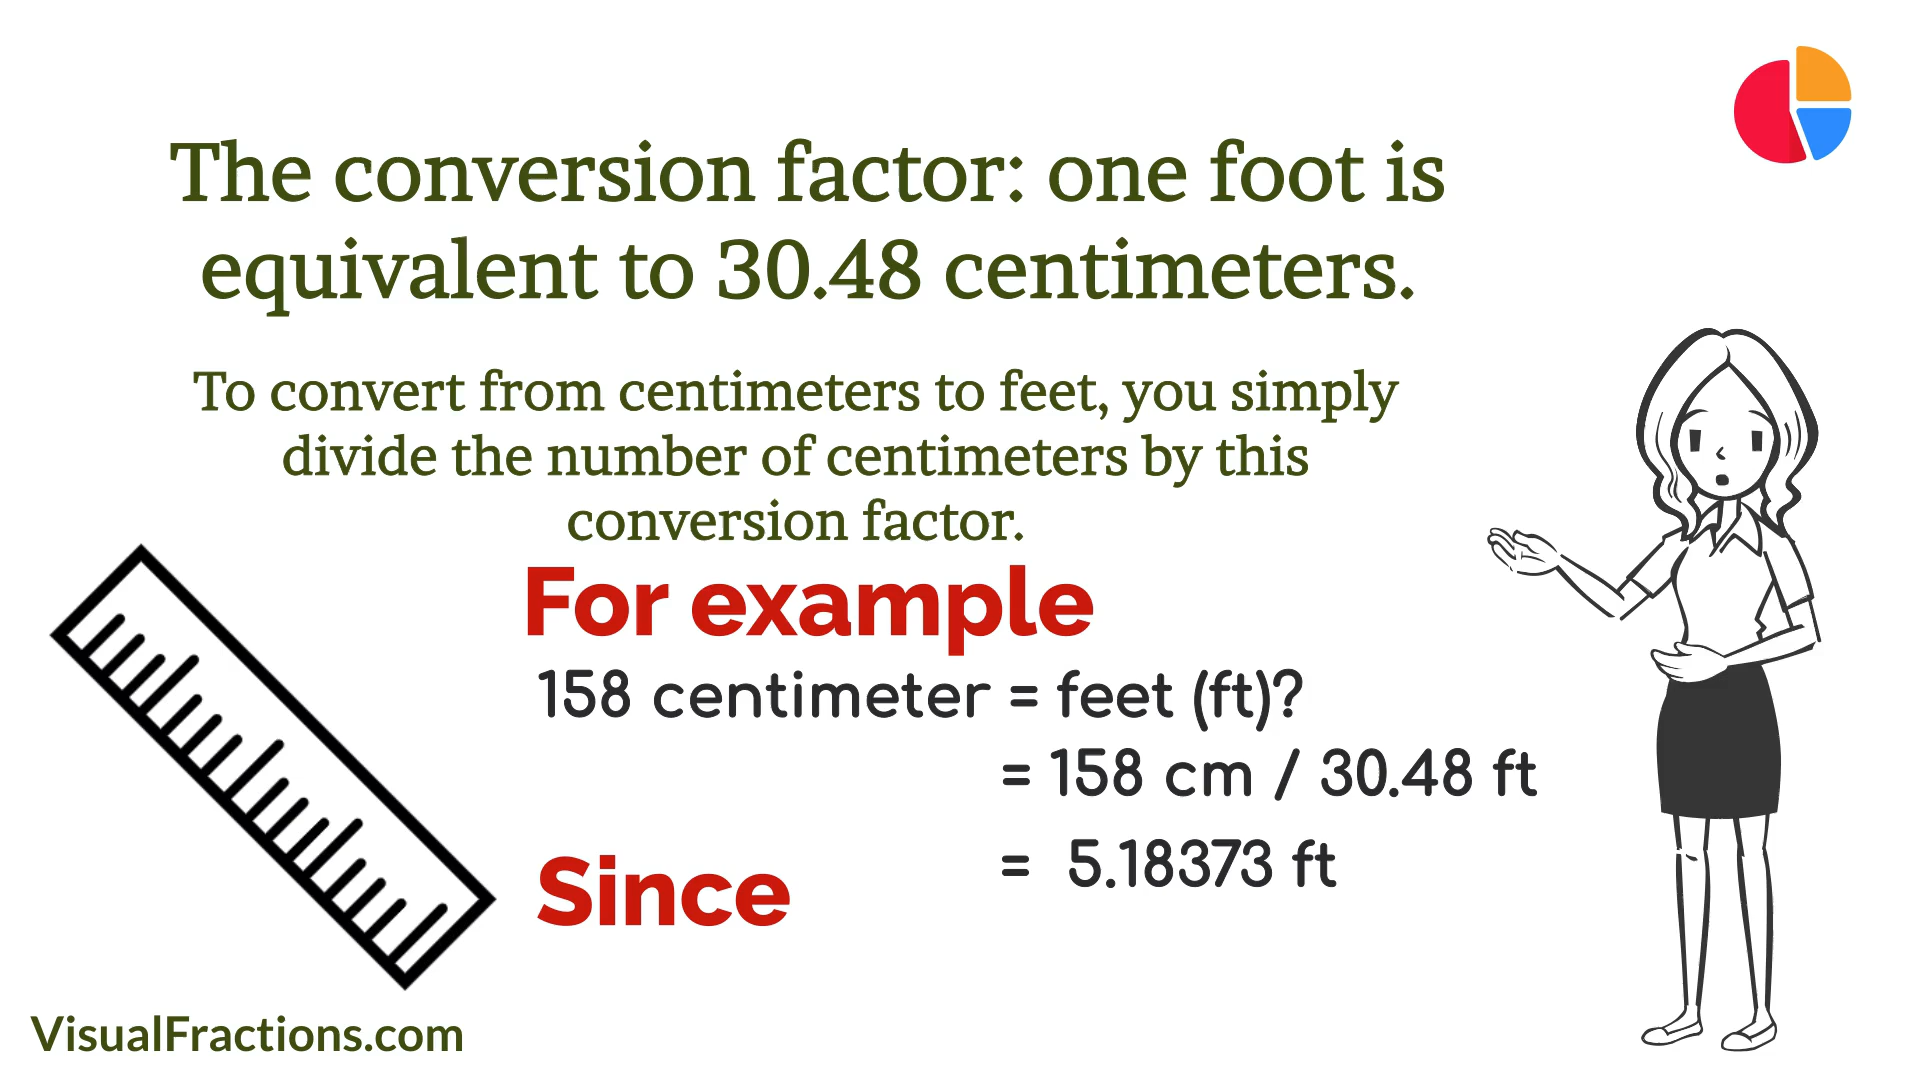 The conversion factor: one foot is
equivalent to 30.48 centimeters.
To convert from centimeters to feet, you simply
divide the number of centimeters by this
conversion factor.
For example
158 centimeter = feet (ft)?
= 158 cm / 30.48 ft
= 5.18373 ft
Since
VisualFractions.com